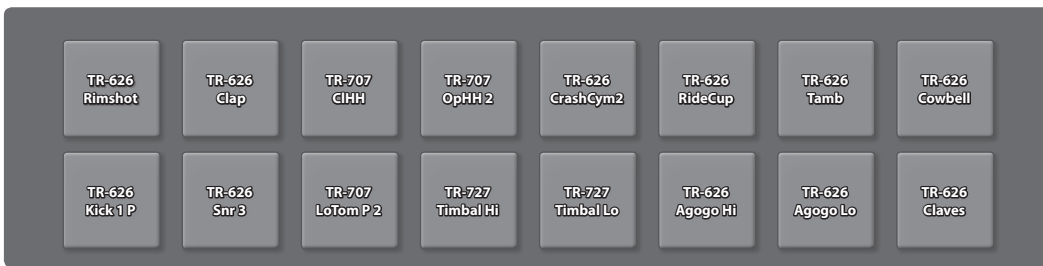 TR-626
Rimshot
TR-626
Clap
TR-707
ClHH
TR-707
OpHH 2
TR-626
CrashCym2
TR-626
RideCup
TR-626
Tamb
TR-626
Cowbell
TR-626
Kick 1 P
TR-626
Snr 3
TR-707
LoTom P 2
TR-727
Timbal Hi
TR-727
Timbal Lo
TR-626
Agogo Hi
TR-626
Agogo Lo
TR-626
Claves